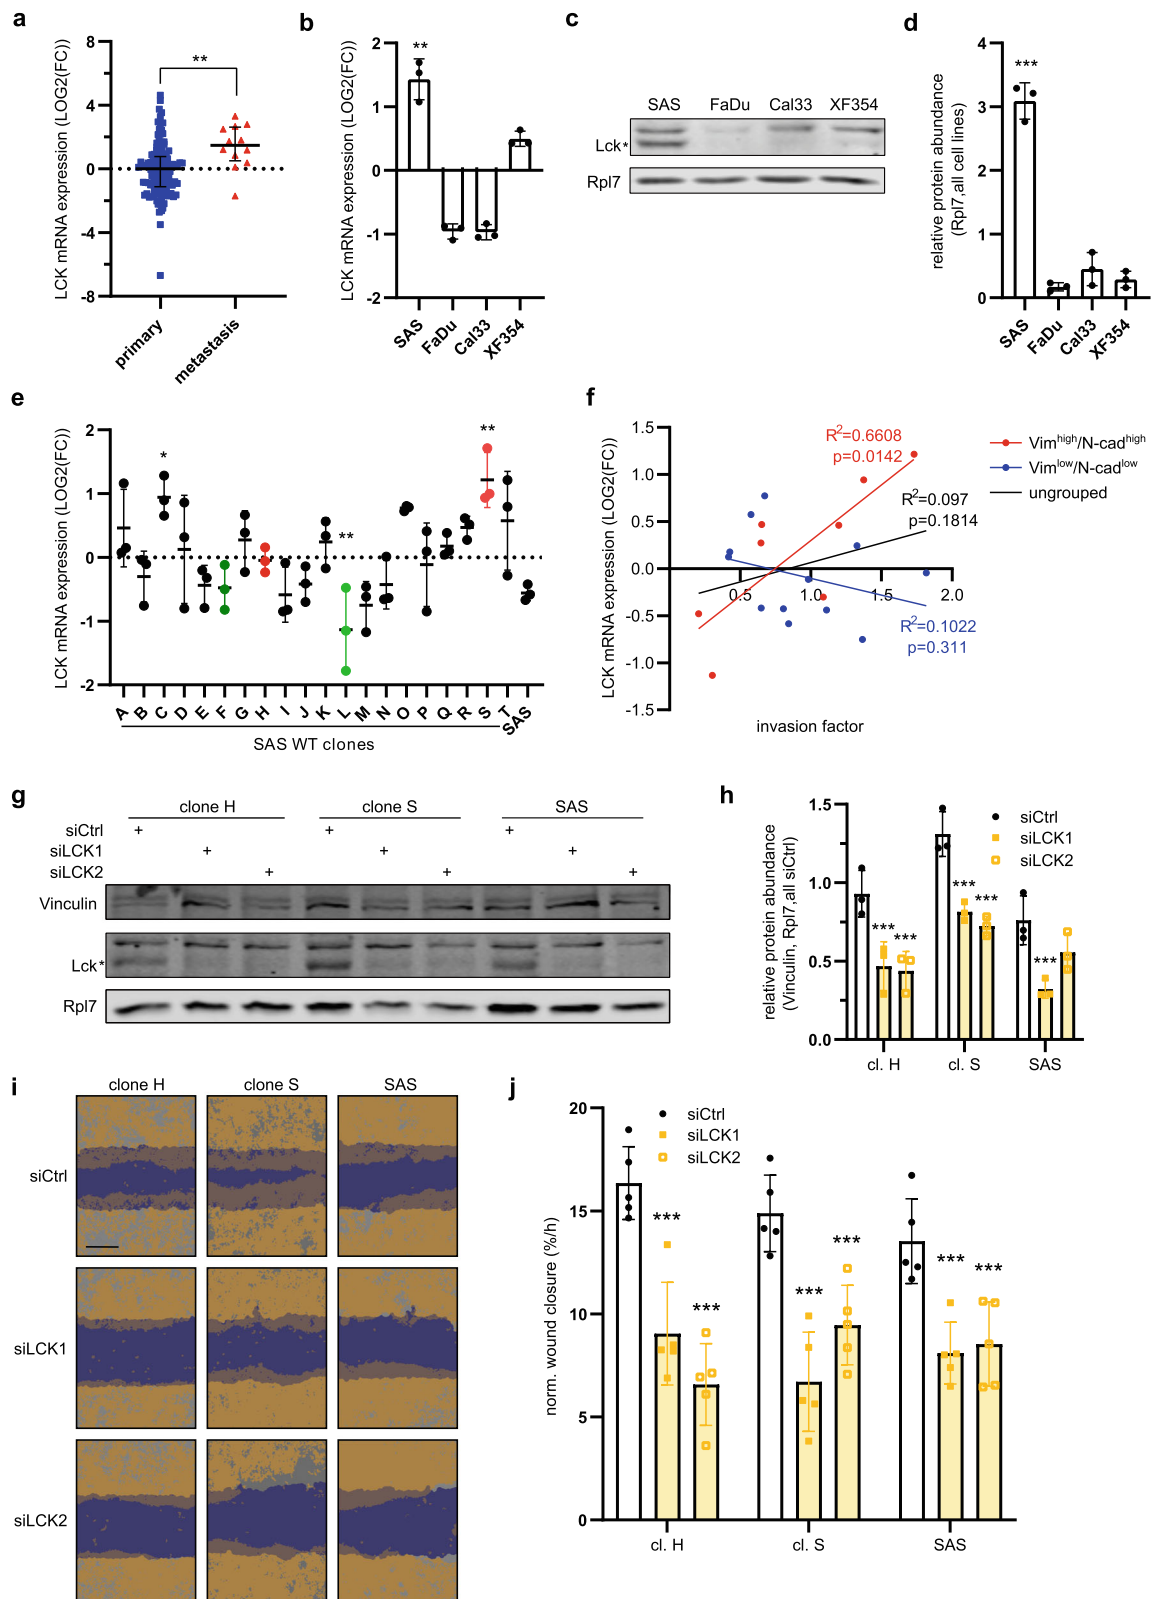 a
LCK mRNA expression (LOG2(FC))
8
4
0
-4
-8
**
primary
metastasis
b
LCK mRNA expression (LOG2(FC))
2
1
0
-1
-2
**
SAS
FaDu
Cal33
XF354
c
SAS FaDu Cal33 XF354
Lck*
Rpl7
d
relative protein abundance
(Rpl7,all cell lines)
4
3
2
1
0
***
SAS
FaDu
Cal33
XF354
e
LCK mRNA expression (LOG2(FC))
2
1
0
-1
-2
*
**
**
A B C D E F G H I J K L M N O P Q R S T SAS
SAS WT clones
f
LCK mRNA expression (LOG2(FC))
1.5
1.0
0.5
0.0
-0.5
-1.0
-1.5
0.5 1.0 1.5 2.0
invasion factor
R²=0.6608
p=0.0142
R²=0.097
p=0.1814
R²=0.1022
p=0.311
Vim^high/N-cad^high
Vim^low/N-cad^low
ungrouped
g
clone H clone S SAS
siCtrl + + +
siLCK1 + + +
siLCK2 + + +
Vinculin
Lck*
Rpl7
h
relative protein abundance
(Vinculin, Rpl7,all siCtrl)
1.5
1.0
0.5
0.0
siCtrl
siLCK1
siLCK2
*** ***
*** ***
***
cl. H cl. S SAS
i
clone H clone S SAS
siCtrl
siLCK1
siLCK2
j
norm. wound closure (%/h)
20
15
10
5
0
siCtrl
siLCK1
siLCK2
*** ***
*** ***
*** ***
cl. H cl. S SAS